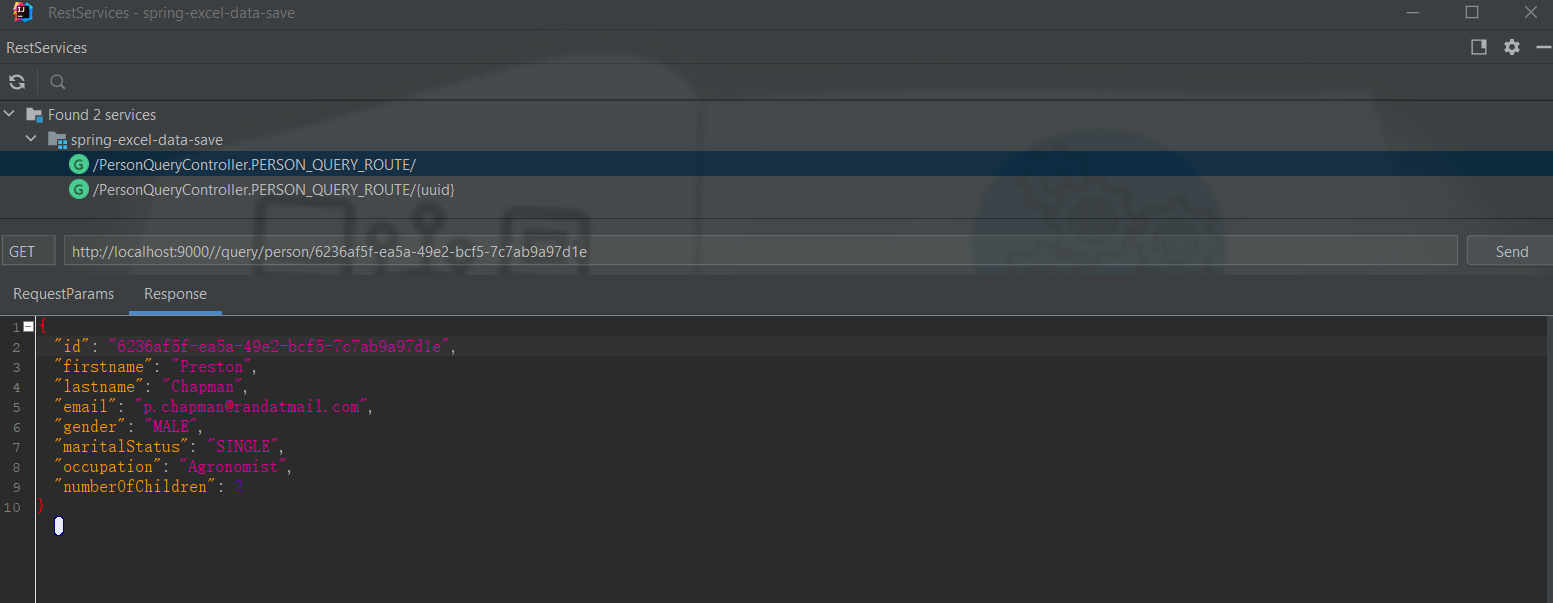 RestServices - spring-excel-data-save
RestServices
Found 2 services
spring-excel-data-save
G /PersonQueryController.PERSON_QUERY_ROUTE/
G /PersonQueryController.PERSON_QUERY_ROUTE/{uuid}
GET http://localhost:9000//query/person/6236af5f-ea5a-49e2-bcf5-7c7ab9a97d1e Send
RequestParams Response
1 {
2 "id": "6236af5f-ea5a-49e2-bcf5-7c7ab9a97d1e",
3 "firstname": "Preston",
4 "lastname": "Chapman",
5 "email": "p.chapman@randatmail.com",
6 "gender": "MALE",
7 "maritalStatus": "SINGLE",
8 "occupation": "Agronomist",
9 "numberOfChildren": 2
10 }